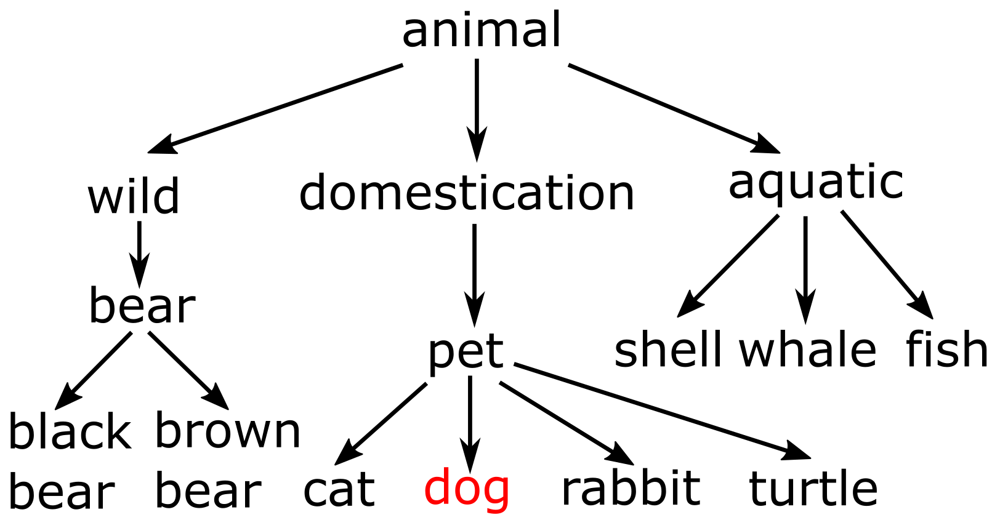 animal
wild domestication aquatic
bear
pet shell whale fish
black brown
bear bear cat dog rabbit turtle